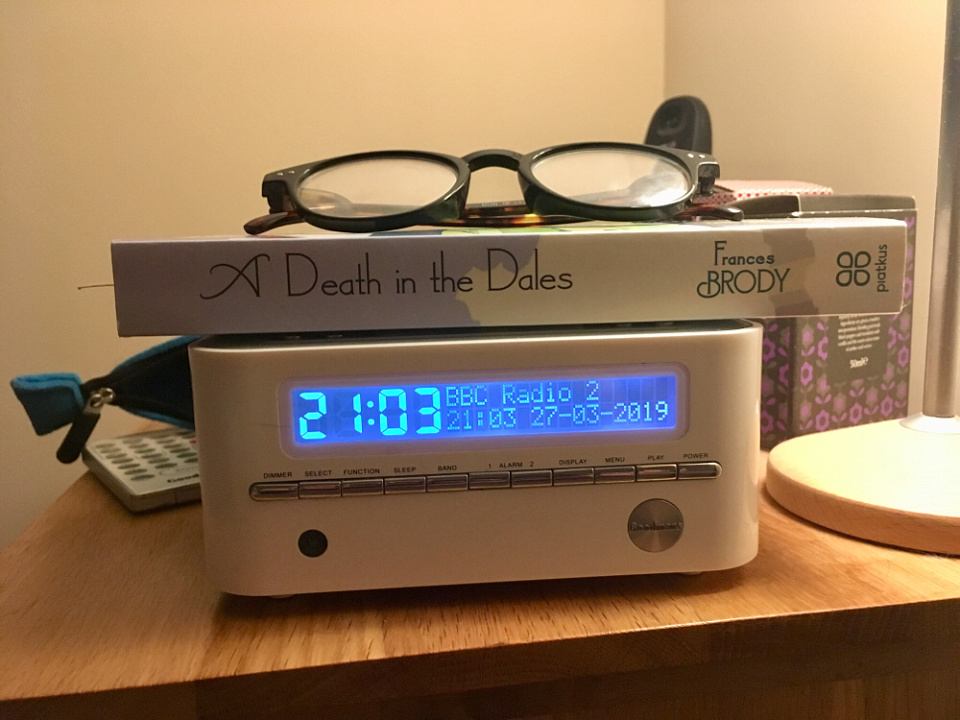 A Death in the Dales
Frances
BRODY
piatkus
21:03
BBC Radio 2
21:03 27-03-2019
DIMMER SELECT FUNCTION SLEEP BAND 1 ALARM 2 DISPLAY MENU PLAY POWER
50ml